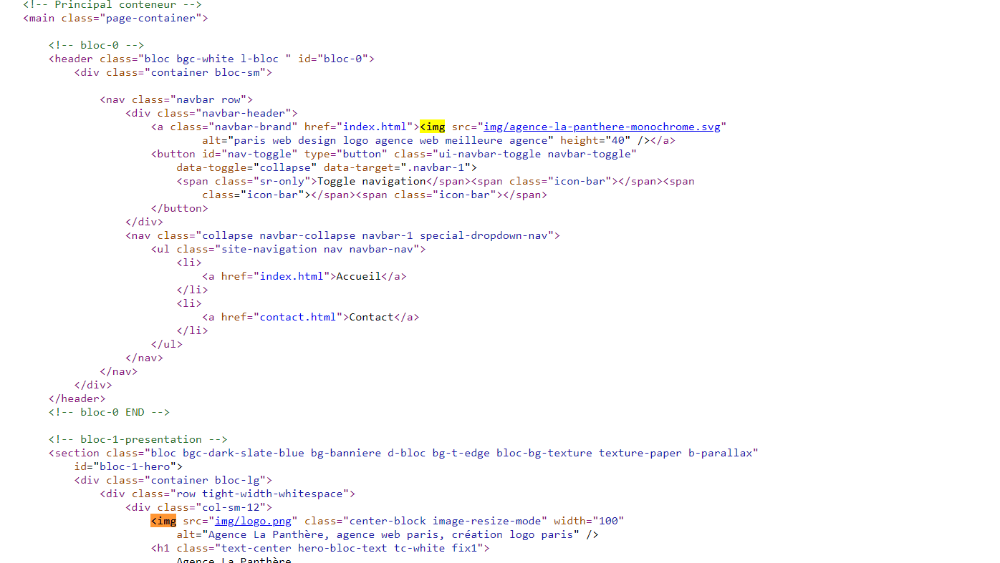 <!-- Principal conteneur -->
<main class="page-container">
<!-- bloc-0 -->
<header class="bloc bgc-white l-bloc " id="bloc-0">
<div class="container bloc-sm">
<nav class="navbar row">
<div class="navbar-header">
<a class="navbar-brand" href="index.html"><img src="img/agence-la-panthere-monochrome.svg"
alt="paris web design logo agence web meilleure agence" height="40" /></a>
<button id="nav-toggle" type="button" class="ui-navbar-toggle navbar-toggle"
data-toggle="collapse" data-target=".navbar-1">
<span class="sr-only">Toggle navigation</span><span class="icon-bar"></span><span
class="icon-bar"></span><span class="icon-bar"></span>
</button>
</div>
<nav class="collapse navbar-collapse navbar-1 special-dropdown-nav">
<ul class="site-navigation nav navbar-nav">
<li>
<a href="index.html">Accueil</a>
</li>
<li>
<a href="contact.html">Contact</a>
</li>
</ul>
</nav>
</nav>
</div>
</header>
<!-- bloc-0 END -->
<!-- bloc-1-presentation -->
<section class="bloc bgc-dark-slate-blue bg-banniere d-bloc bg-t-edge bloc-bg-texture texture-paper b-parallax"
id="bloc-1-hero">
<div class="container bloc-lg">
<div class="row tight-width-whitespace">
<div class="col-sm-12">
<img src="img/logo.png" class="center-block image-resize-mode" width="100"
alt="Agence La Panthère, agence web paris, création logo paris" />
<h1 class="text-center hero-bloc-text tc-white fix1">
Agence La Panthère